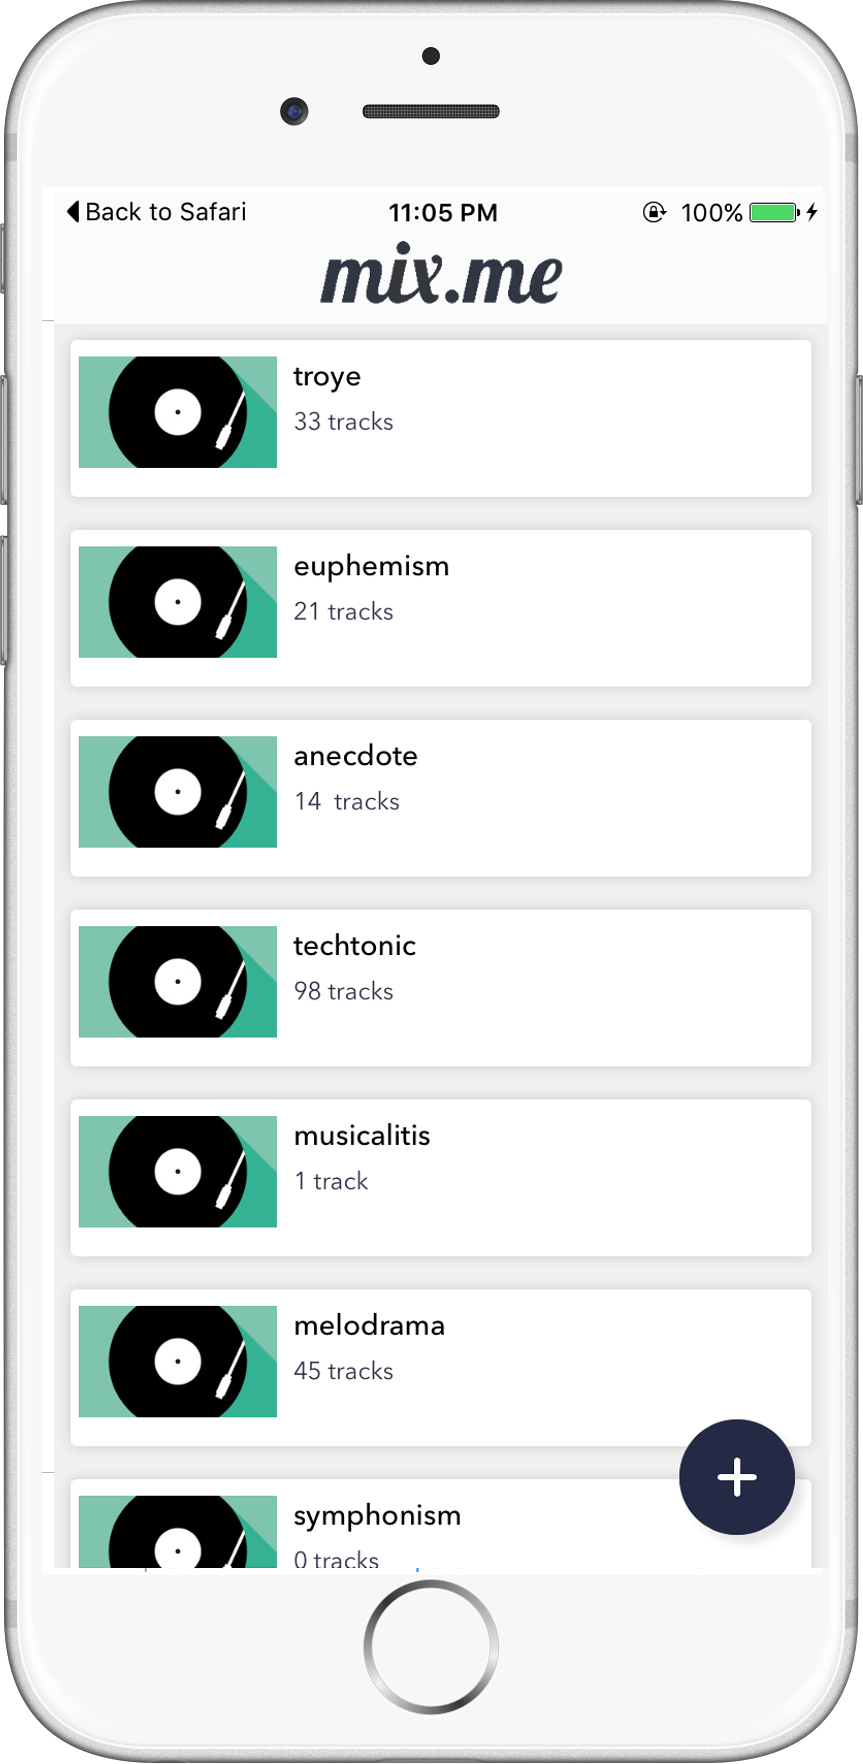 Back to Safari 11:05 PM 100%
mix.me
troye
33 tracks
euphemism
21 tracks
anecdote
14  tracks
techtonic
98 tracks
musicalitis
1 track
melodrama
45 tracks
symphonism
0 tracks